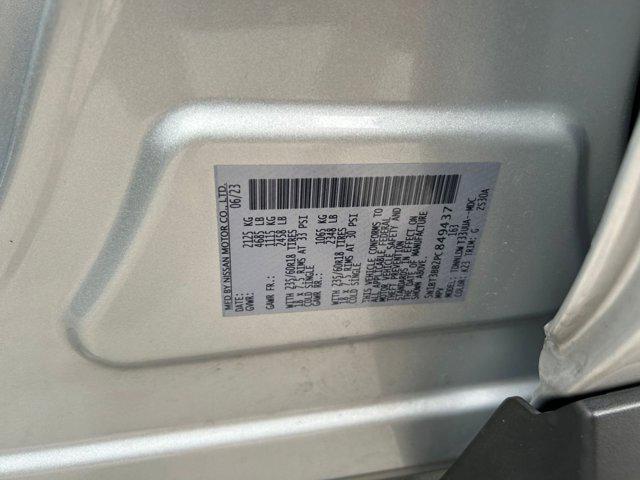 MFD BY NISSAN MOTOR CO., LTD.
DATE: 06/23
GVWR: 2125 KG
4685 LB
GAWR FR.: 1115 KG
2458 LB
WITH 235/60R18 TIRES
18 x 7.5 RIMS AT 33 PSI
COLD SINGLE
GAWR RR.: 1065 KG
2348 LB
WITH 235/60R18 TIRES
18 x 7.5 RIMS AT 30 PSI
COLD SINGLE
THIS VEHICLE CONFORMS TO
ALL APPLICABLE FEDERAL
MOTOR VEHICLE SAFETY AND
THEFT PREVENTION
STANDARDS IN EFFECT ON
THE DATE OF MANUFACTURE
SHOWN ABOVE.
5N1BT3BB2PC849437
MPV 163
MODEL:
COLOR: K23 TRIM: G 2S30A